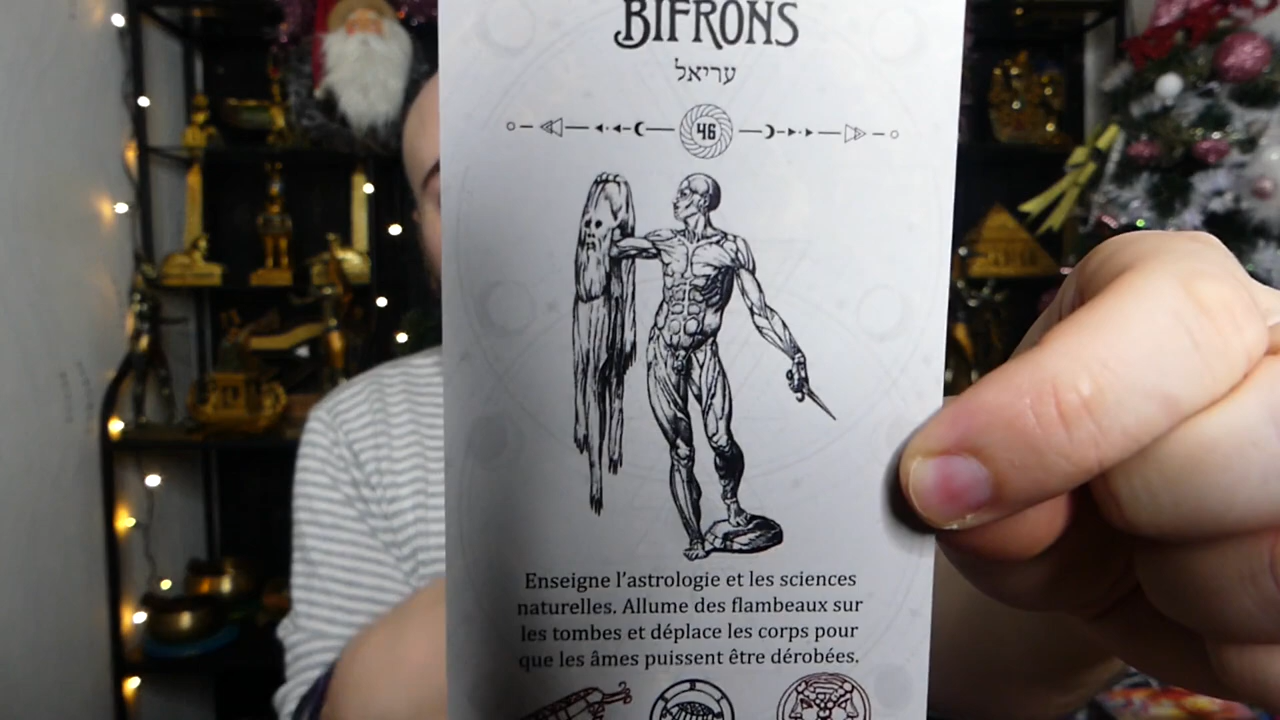 BIFRONS
עריאל
46
Enseigne l'astrologie et les sciences
naturelles. Allume des flambeaux sur
les tombes et déplace les corps pour
que les âmes puissent être dérobées.